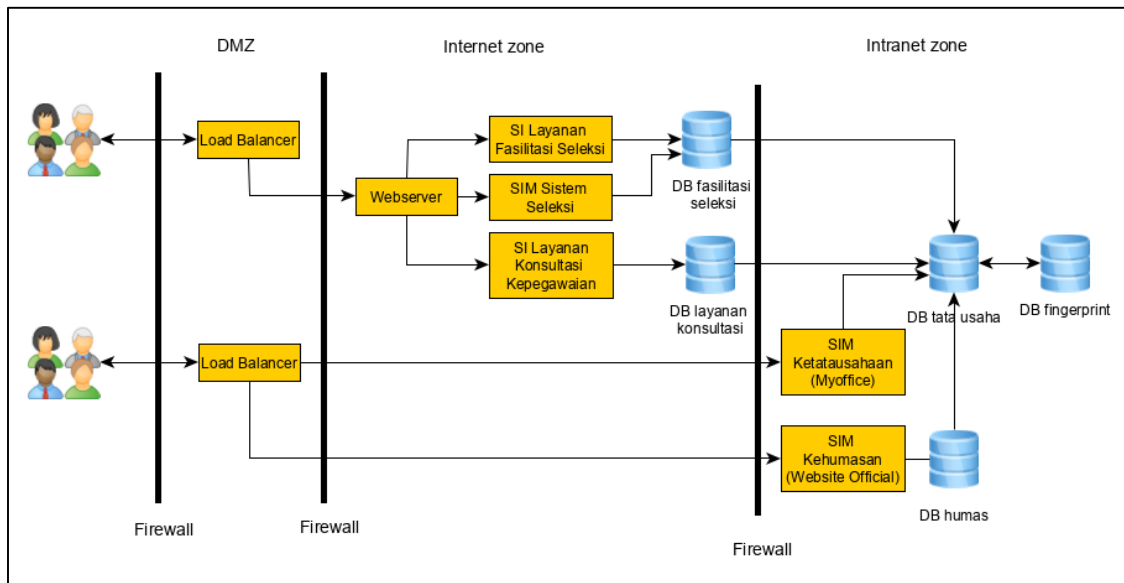 DMZ
Internet zone
Intranet zone
Load Balancer
SI Layanan
Fasilitasi Seleksi
DB fasilitasi
seleksi
Webserver
SIM Sistem
Seleksi
SI Layanan
Konsultasi
Kepegawaian
DB layanan
konsultasi
DB tata usaha
DB fingerprint
Load Balancer
SIM
Ketatausahaan
(Myoffice)
SIM
Kehumasan
(Website Official)
DB humas
Firewall
Firewall
Firewall